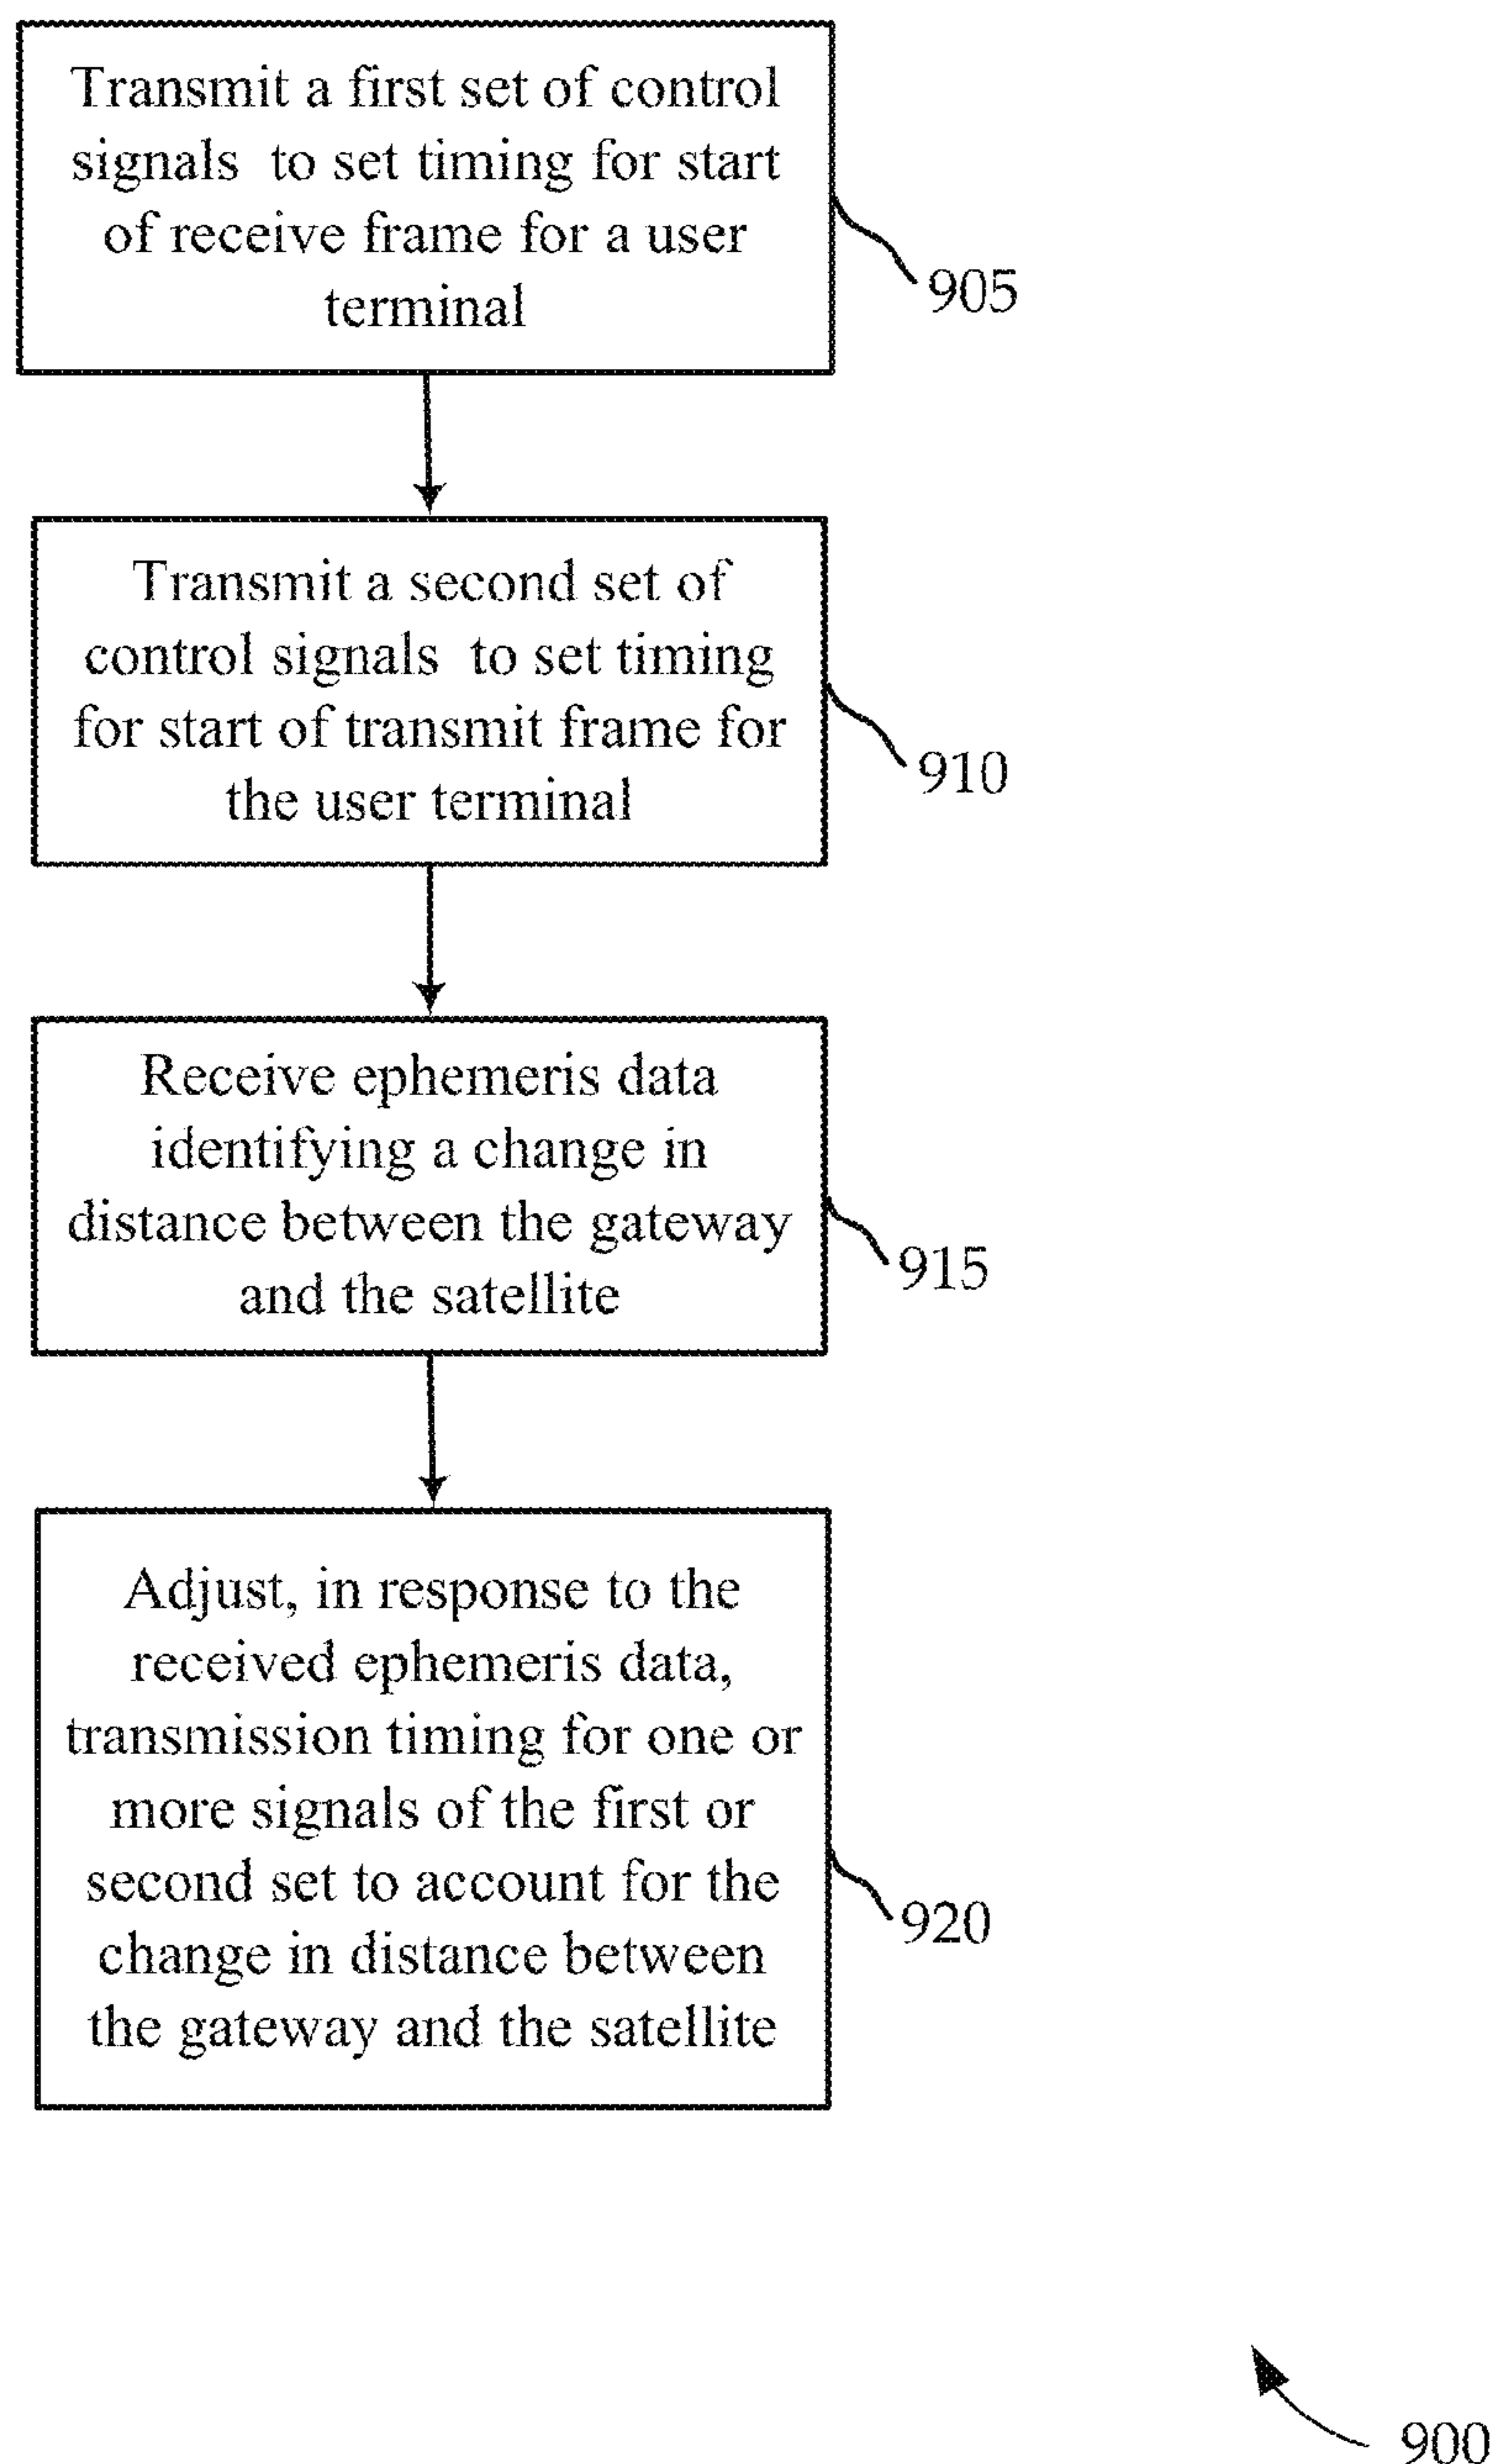 Transmit a first set of control
signals to set timing for start
of receive frame for a user
terminal
905
Transmit a second set of
control signals to set timing
for start of transmit frame for
the user terminal
910
Receive ephemeris data
identifying a change in
distance between the gateway
and the satellite
915
Adjust, in response to the
received ephemeris data,
transmission timing for one or
more signals of the first or
second set to account for the
change in distance between
the gateway and the satellite
920
900